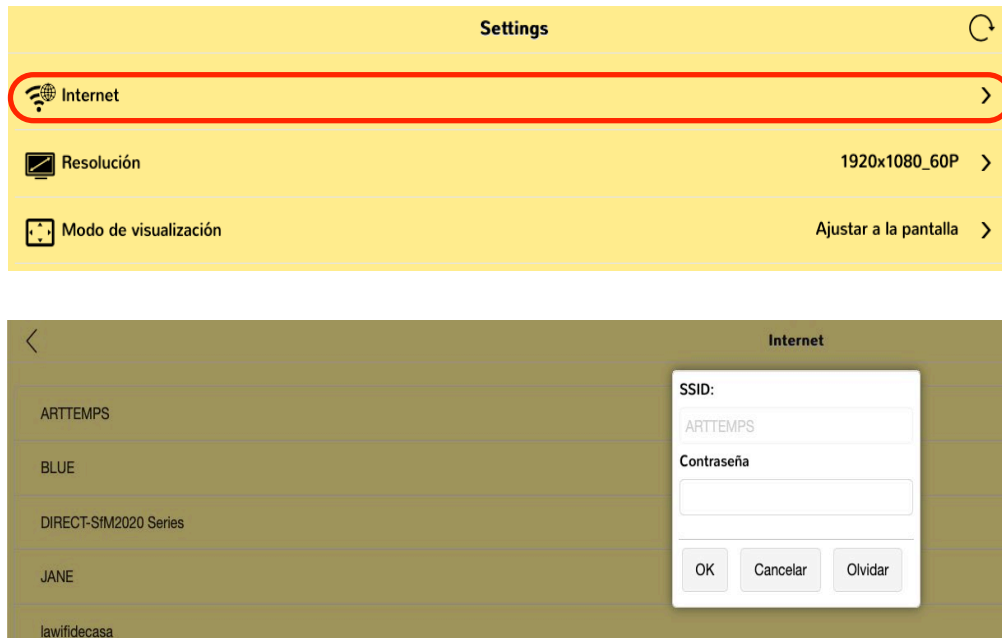 Settings
Internet
Resolución 1920x1080_60P
Modo de visualización Ajustar a la pantalla
Internet
ARTTEMPS
BLUE
DIRECT-SfM2020 Series
JANE
lawifidecasa
SSID:
ARTTEMPS
Contraseña
OK Cancelar Olvidar